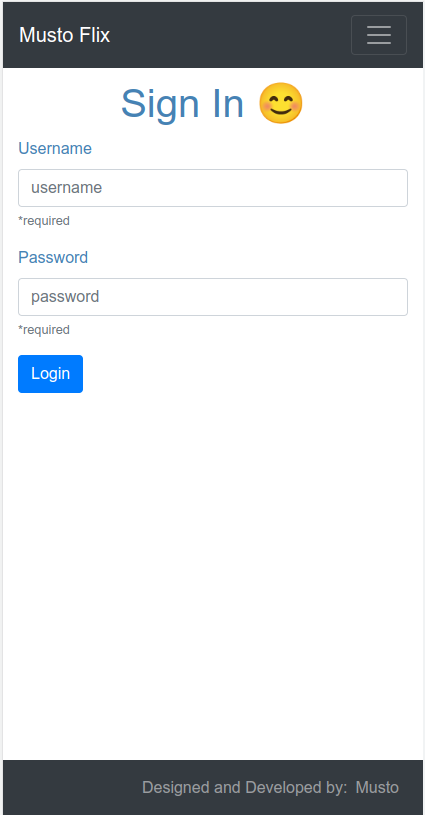 Musto Flix
Sign In 😊
Username
username
*required
Password
password
*required
Login
Designed and Developed by: Musto